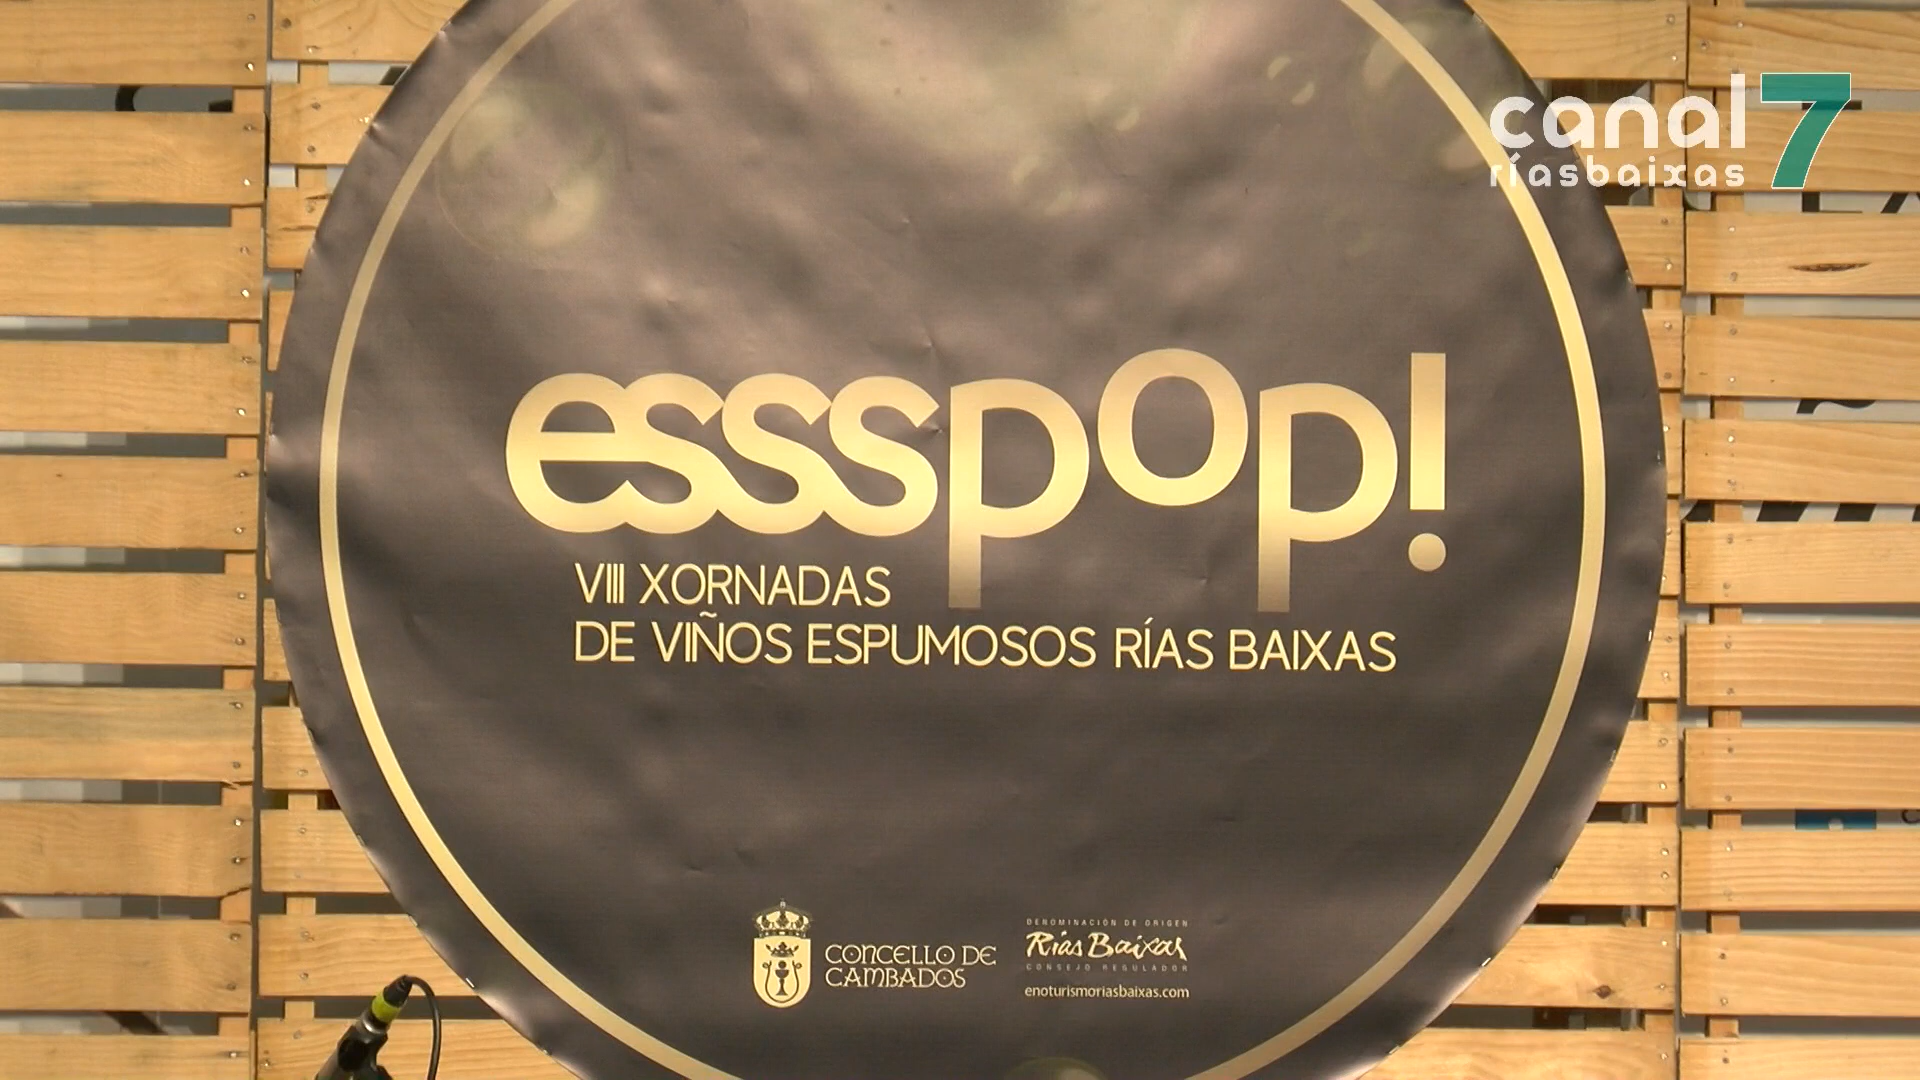 canal 7
ríasbaixas
essspop!
VIII XORNADAS
DE VIÑOS ESPUMOSOS RÍAS BAIXAS
CONCELLO DE
CAMBADOS
DENOMINACIÓN DE ORIGEN
Rías Baixas
CONSEJO REGULADOR
enoturismoriasbaixas.com